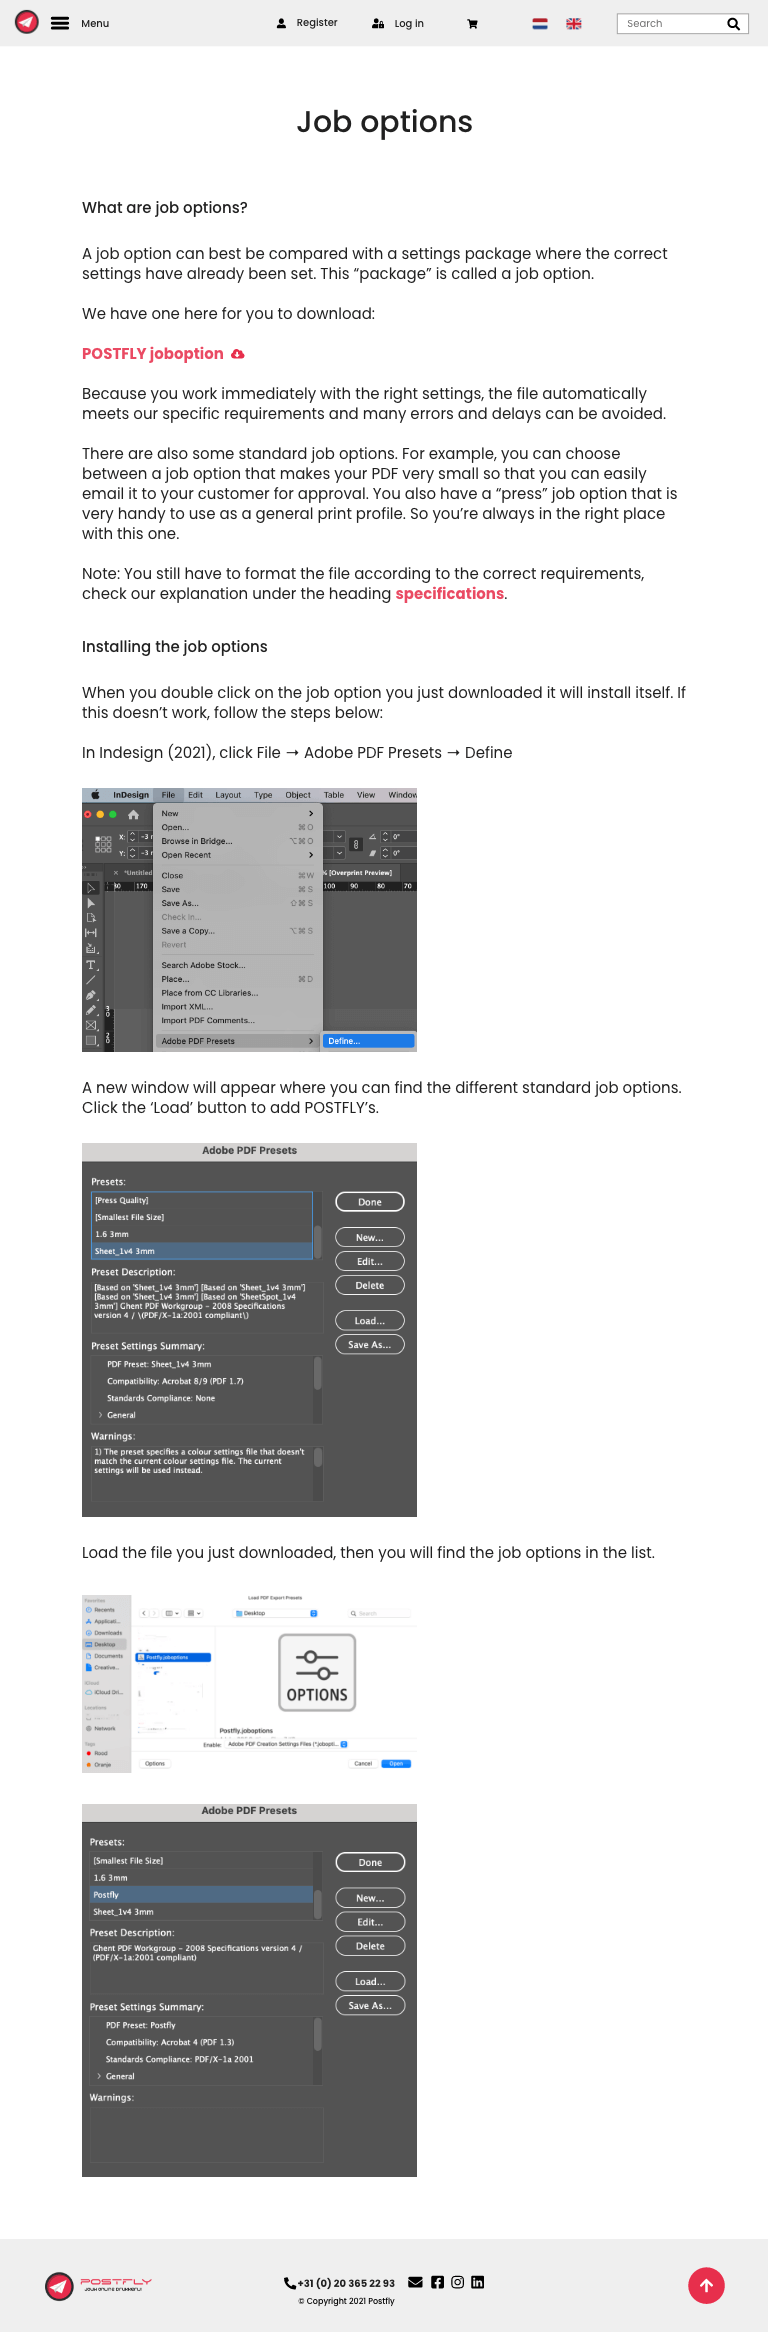 Menu
Register
Log in
Search
Job options
What are job options?
A job option can best be compared with a settings package where the correct
settings have already been set. This “package” is called a job option.
We have one here for you to download:
POSTFLY joboption
Because you work immediately with the right settings, the file automatically
meets our specific requirements and many errors and delays can be avoided.
There are also some standard job options. For example, you can choose
between a job option that makes your PDF very small so that you can easily
email it to your customer for approval. You also have a “press” job option that is
very handy to use as a general print profile. So you’re always in the right place
with this one.
Note: You still have to format the file according to the correct requirements,
check our explanation under the heading specifications.
Installing the job options
When you double click on the job option you just downloaded it will install itself. If
this doesn’t work, follow the steps below:
In Indesign (2021), click File → Adobe PDF Presets → Define
InDesign File Edit Layout Type Object Table View Window
New
Open... ⌘O
Browse in Bridge... ⌥⌘O
Open Recent
X: -3 r
Y: -3 r
0°
0°
Close ⌘W
*Untitled
% [Overprint Preview]
Save ⌘S
170
100 90 80 70
Save As... ⇧⌘S
Check In...
Save a Copy... ⌥⌘S
Revert
Search Adobe Stock...
Place... ⌘D
Place from CC Libraries...
Import XML...
Import PDF Comments...
Adobe PDF Presets
Define...
A new window will appear where you can find the different standard job options.
Click the ‘Load’ button to add POSTFLY’s.
Adobe PDF Presets
Presets:
[Press Quality]
[Smallest File Size]
1.6 3mm
Sheet_1v4 3mm
Done
New...
Edit...
Delete
Load...
Save As...
Preset Description:
[Based on 'Sheet_1v4 3mm'] [Based on 'Sheet_1v4 3mm']
[Based on 'Sheet_1v4 3mm'] [Based on 'SheetSpot_1v4
3mm'] Ghent PDF Workgroup - 2008 Specifications
version 4 / \(PDF/X-1a:2001 compliant\)
Preset Settings Summary:
PDF Preset: Sheet_1v4 3mm
Compatibility: Acrobat 8/9 (PDF 1.7)
Standards Compliance: None
General
Warnings:
1) The preset specifies a colour settings file that doesn't
match the current colour settings file. The current
settings will be used instead.
Load the file you just downloaded, then you will find the job options in the list.
Load PDF Export Presets
Favorites
Recents
Applicati...
Downloads
Desktop
Documents
Creative...
iCloud
iCloud Dri...
Locations
Network
Tags
Rood
Oranje
Desktop
Search
Postfly.joboptions
OPTIONS
Postfly.joboptions
Enable: Adobe PDF Creation Settings Files (*.jobopti...
Options
Cancel
Open
Adobe PDF Presets
Presets:
[Smallest File Size]
1.6 3mm
Postfly
Sheet_1v4 3mm
Done
New...
Edit...
Delete
Load...
Save As...
Preset Description:
Ghent PDF Workgroup - 2008 Specifications version 4 /
(PDF/X-1a:2001 compliant)
Preset Settings Summary:
PDF Preset: Postfly
Compatibility: Acrobat 4 (PDF 1.3)
Standards Compliance: PDF/X-1a 2001
General
Warnings:
POSTFLY
+31 (0) 20 365 22 93
© Copyright 2021 Postfly